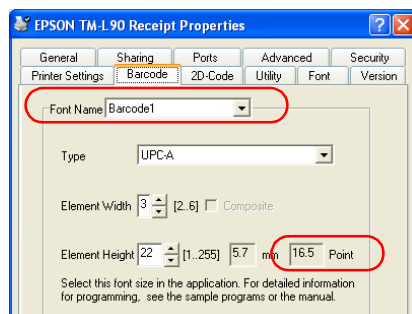 EPSON TM-L90 Receipt Properties
General Sharing Ports Advanced Security
Printer Settings Barcode 2D-Code Utility Font Version
Font Name Barcode1
Type UPC-A
Element Width 3 [2..6] Composite
Element Height 22 [1..255] 5.7 mm 16.5 Point
Select this font size in the application. For detailed information
for programming, see the sample programs or the manual.